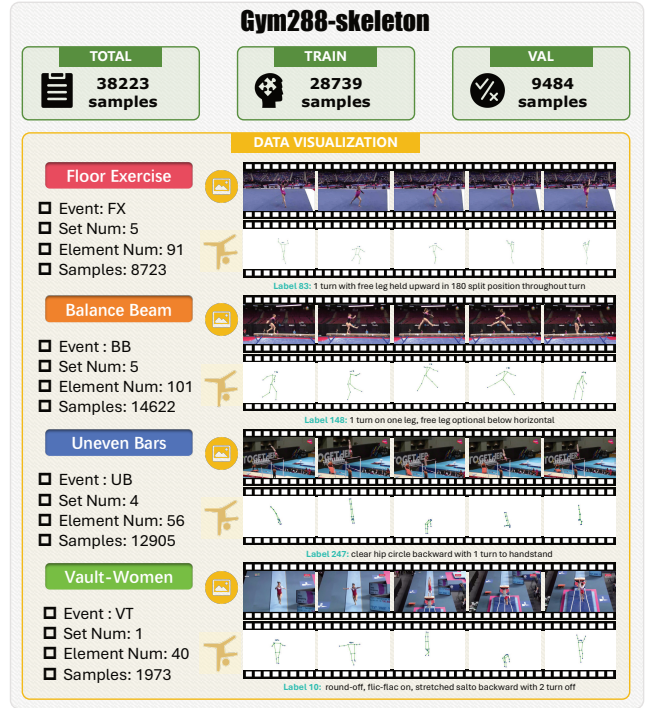 Gym288-skeleton
TOTAL
38223
samples
TRAIN
28739
samples
VAL
9484
samples
DATA VISUALIZATION
Floor Exercise
Event: FX
Set Num: 5
Element Num: 91
Samples: 8723
Label 83: 1 turn with free leg held upward in 180 split position throughout turn
Balance Beam
Event : BB
Set Num: 5
Element Num: 101
Samples: 14622
Label 148: 1 turn on one leg, free leg optional below horizontal
Uneven Bars
Event : UB
Set Num: 4
Element Num: 56
Samples: 12905
TOGETHER
Label 247: clear hip circle backward with 1 turn to handstand
Vault-Women
Event : VT
Set Num: 1
Element Num: 40
Samples: 1973
Label 10: round-off, flic-flac on, stretched salto backward with 2 turn off